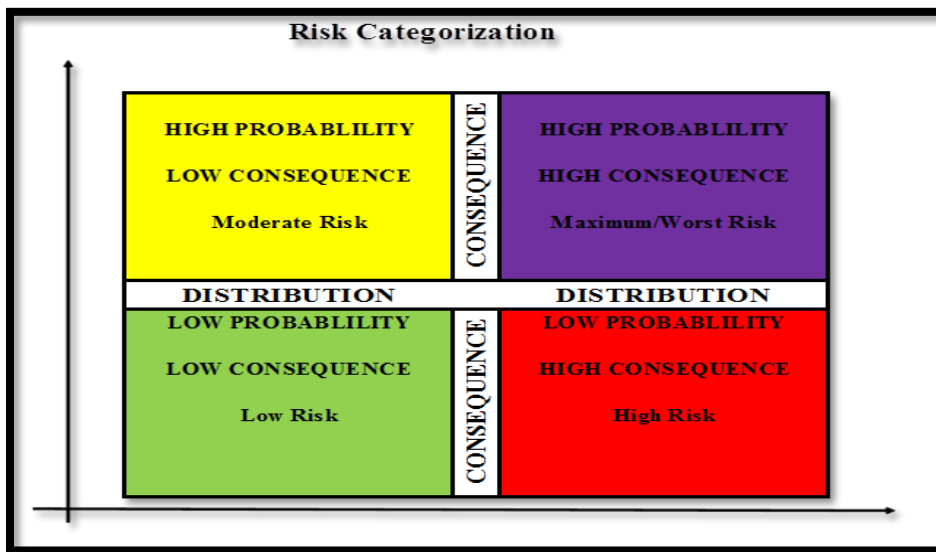 Risk Categorization
HIGH PROBABLILITY
LOW CONSEQUENCE
Moderate Risk
CONSEQUENCE
HIGH PROBABLILITY
HIGH CONSEQUENCE
Maximum/Worst Risk
DISTRIBUTION
DISTRIBUTION
LOW PROBABLILITY
LOW CONSEQUENCE
Low Risk
CONSEQUENCE
LOW PROBABLILITY
HIGH CONSEQUENCE
High Risk